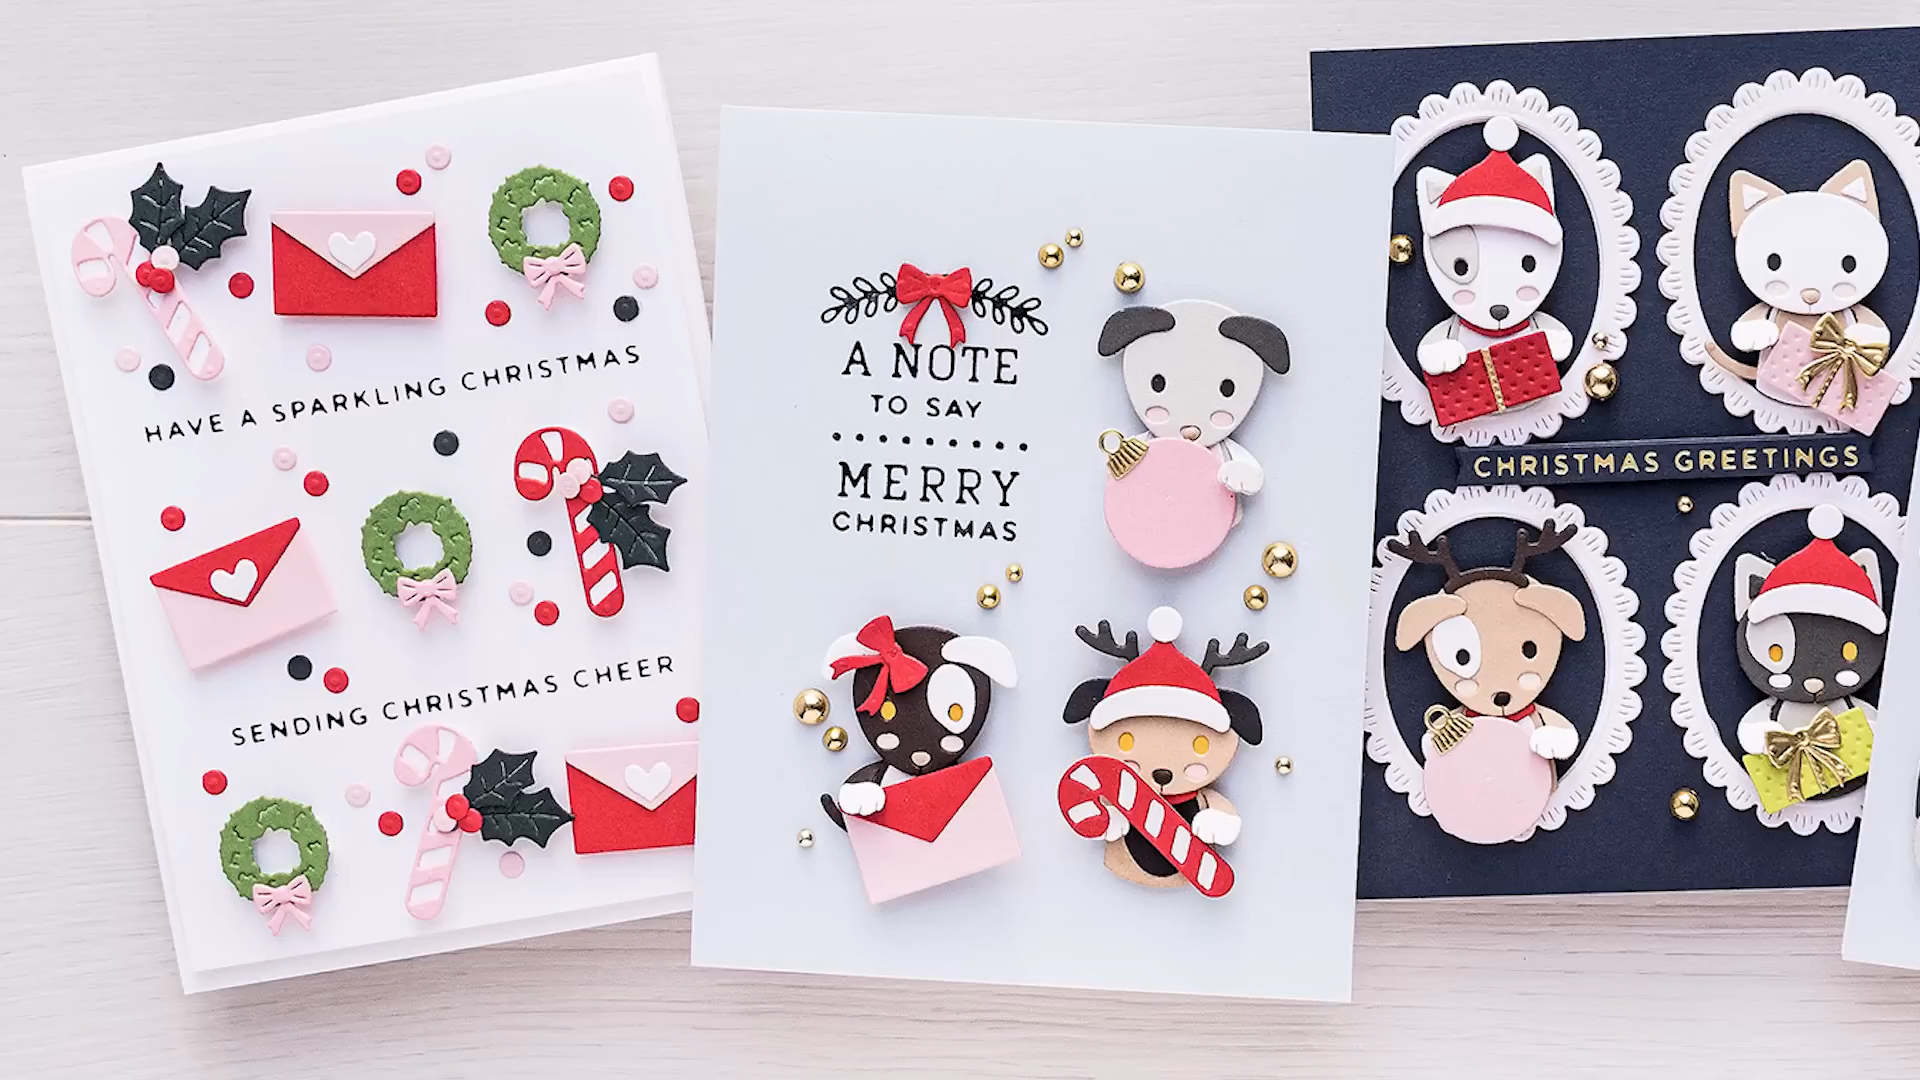 HAVE A SPARKLING CHRISTMAS
SENDING CHRISTMAS CHEER
A NOTE
TO SAY
MERRY
CHRISTMAS
CHRISTMAS GREETINGS